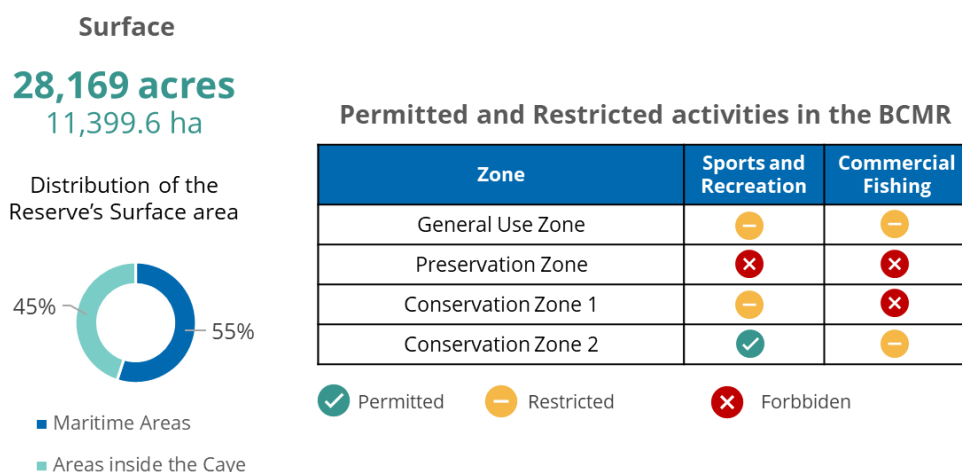 Surface
28,169 acres
11,399.6 ha
Distribution of the
Reserve's Surface area
45%
55%
Maritime Areas
Areas inside the Cave
Permitted and Restricted activities in the BCMR
Zone
Sports and
Recreation
Commercial
Fishing
General Use Zone
Preservation Zone
Conservation Zone 1
Conservation Zone 2
Permitted
Restricted
Forbbiden